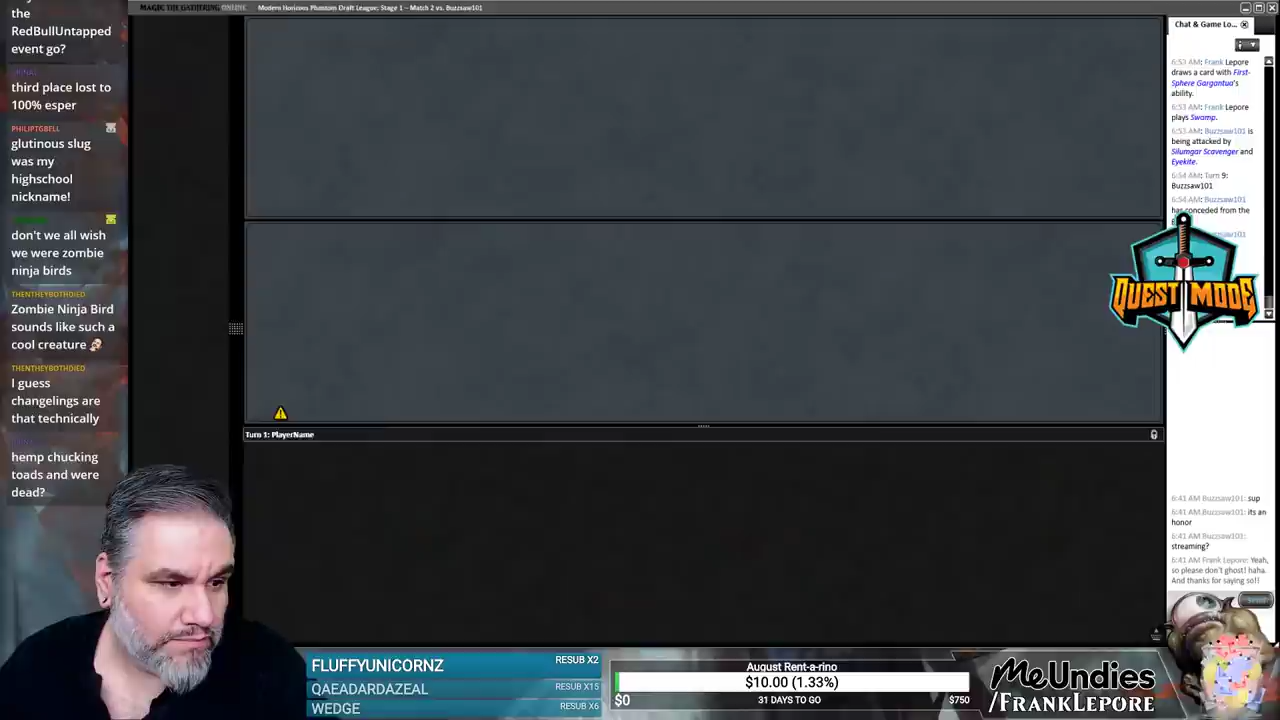 the
RedBullUntapped
event go?
third place lost to
100% esper
PHILIPTGBELL
glutinous slug
was my
highschool
nickname!
don't we all wish
we were zombie
ninja birds
THENTHEYBOTHDIED
Zombie Ninja Bird
sounds like such a
cool creature
THENTHEYBOTHDIED
I guess
changelings are
that technically
hemp chucking
toads and were
dead?
MAGIC THE GATHERING ONLINE
Modern Horizons Phantom Draft League: Stage 1 - Match 2 vs. Buzzsaw101
Turn 1: PlayerName
Chat & Game Lo...
6:53 AM: Frank Lepore
draws a card with First-
Sphere Gargantua's
ability.
6:53 AM: Frank Lepore
plays Swamp.
6:53 AM: Buzzsaw101 is
being attacked by
Silumgar Scavenger and
Eyekite.
6:54 AM: Turn 9:
Buzzsaw101
6:54 AM: Buzzsaw101
has conceded from the
QUEST MODE
6:41 AM Buzzsaw101: sup
6:41 AM Buzzsaw101: its an
honor
6:41 AM Buzzsaw101:
streaming?
6:41 AM Frank Lepore: Yeah,
so please don't ghost! haha.
And thanks for saying so!!
Send
FLUFFYUNICORNZ
RESUB X2
QAEADARDAZEAL
RESUB X15
WEDGE
RESUB X6
August Rent-a-rino
$10.00 (1.33%)
$0
31 DAYS TO GO
$750
MeUndies
/FRANKLEPORE